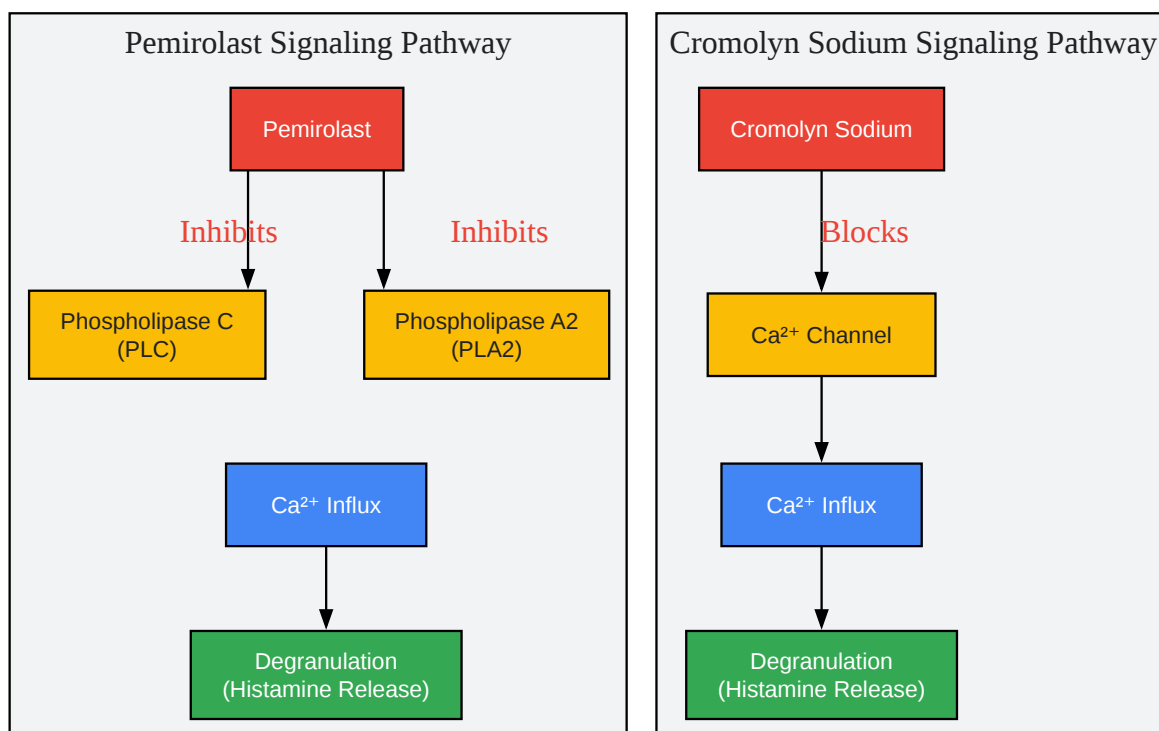 Pemirolast Signaling Pathway
Pemirolast
Inhibits
Inhibits
Phospholipase C
(PLC)
Phospholipase A2
(PLA2)
Ca²⁺ Influx
Degranulation
(Histamine Release)
Cromolyn Sodium Signaling Pathway
Cromolyn Sodium
Blocks
Ca²⁺ Channel
Ca²⁺ Influx
Degranulation
(Histamine Release)